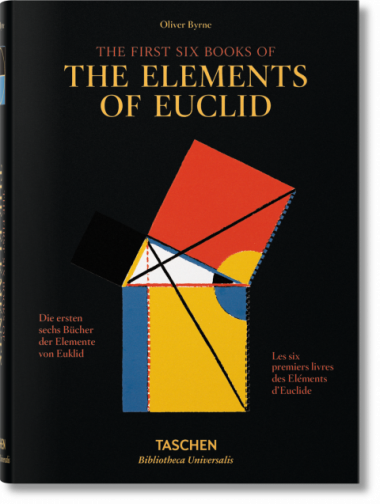 Oliver Byrne
THE FIRST SIX BOOKS OF
THE ELEMENTS
OF EUCLID
Die ersten
sechs Bücher
der Elemente
von Euklid
Les six
premiers livres
des Eléments
d'Euclide
TASCHEN
Bibliotheca Universalis